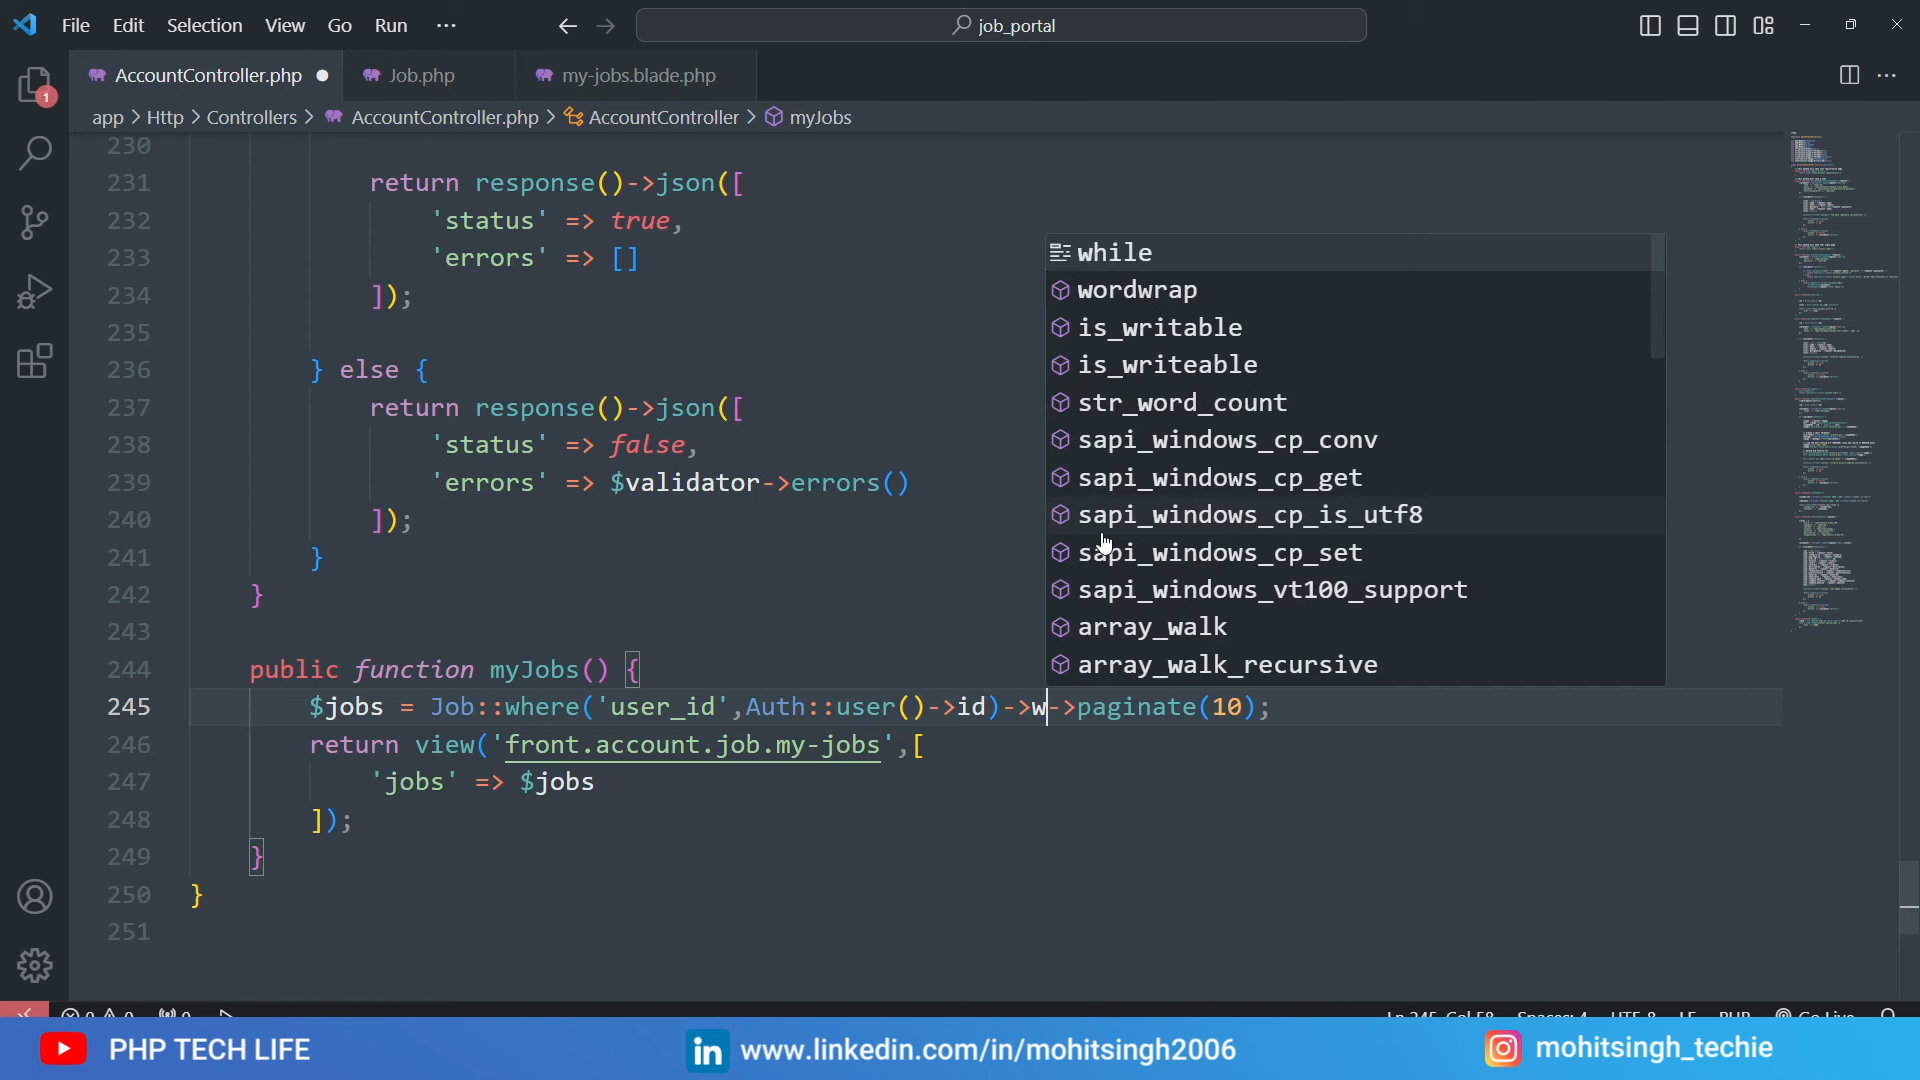 File Edit Selection View Go Run ···
job_portal
AccountController.php
Job.php
my-jobs.blade.php
1
app > Http > Controllers > AccountController.php > AccountController > myJobs
230
231 return response()->json([
232 'status' => true,
233 'errors' => []
234 ]);
235
236 } else {
237 return response()->json([
238 'status' => false,
239 'errors' => $validator->errors()
240 ]);
241 }
242 }
243
244 public function myJobs() {
245 $jobs = Job::where('user_id',Auth::user()->id)->w->paginate(10);
246 return view('front.account.job.my-jobs',[
247 'jobs' => $jobs
248 ]);
249 }
250 }
251
while
wordwrap
is_writable
is_writeable
str_word_count
sapi_windows_cp_conv
sapi_windows_cp_get
sapi_windows_cp_is_utf8
sapi_windows_cp_set
sapi_windows_vt100_support
array_walk
array_walk_recursive
PHP TECH LIFE
in www.linkedin.com/in/mohitsingh2006
mohitsingh_techie